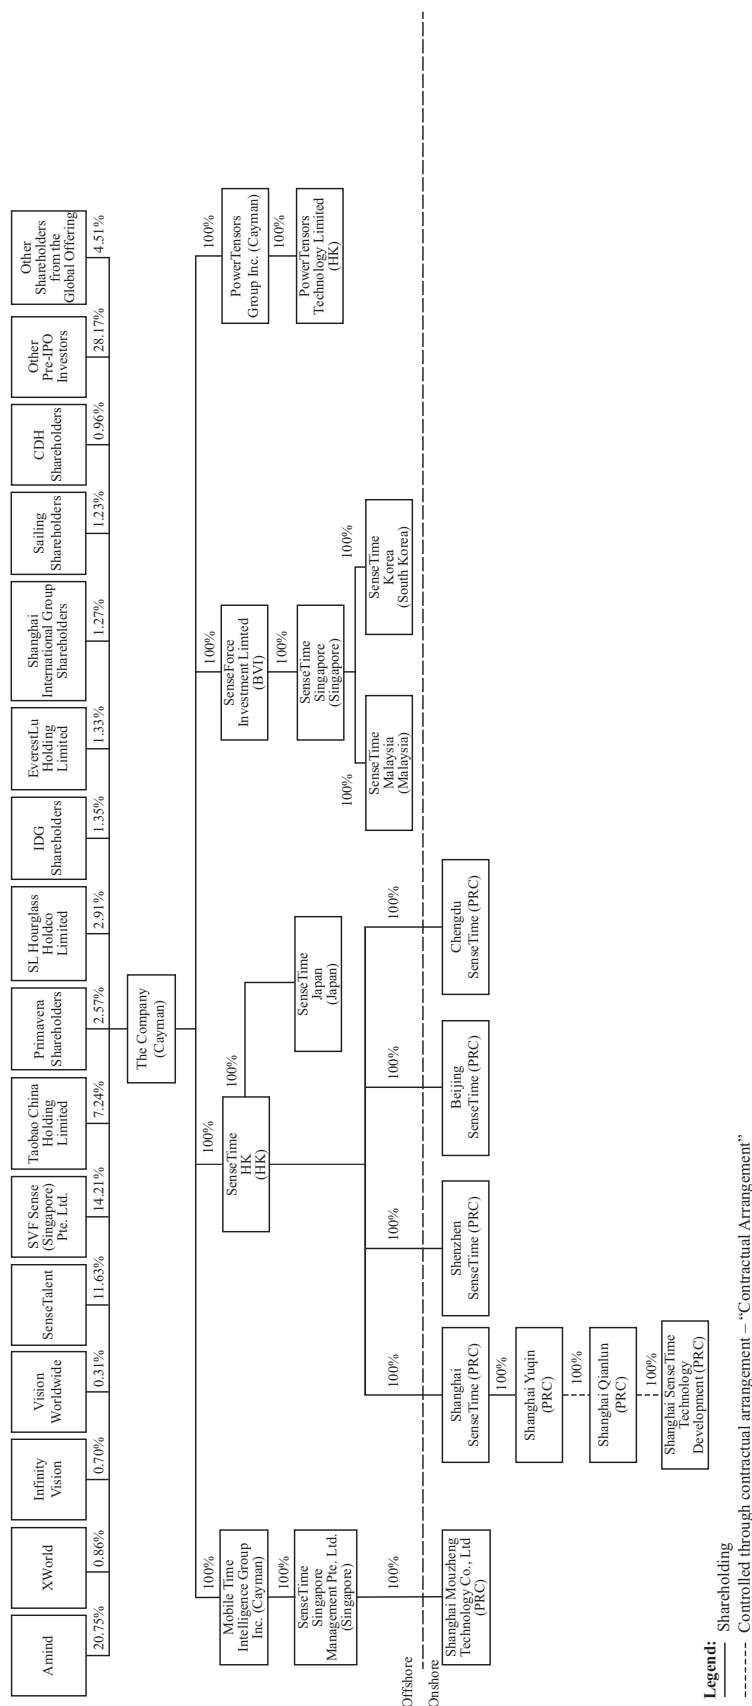 Amind
XWorld
Infinity
Vision
Vision
Worldwide
SenseTalent
SVF Sense
(Singapore)
Pte. Ltd.
Taobao China
Holding
Limited
Primavera
Shareholders
SL Hourglass
Holdco
Limited
IDG
Shareholders
EverestLu
Holding
Limited
Shanghai
International Group
Shareholders
Sailing
Shareholders
CDH
Shareholders
Other
Pre-IPO
Investors
Other
Shareholders
from the
Global Offering
20.75%
0.86%
0.70%
0.31%
11.63%
14.21%
7.24%
2.57%
2.91%
1.35%
1.33%
1.27%
1.23%
0.96%
28.17%
4.51%
The Company
(Cayman)
100%
100%
100%
100%
Mobile Time
Intelligence Group
Inc. (Cayman)
SenseTime
HK
(HK)
SenseForce
Investment Limted
(BVI)
PowerTensors
Group Inc. (Cayman)
100%
100%
100%
100%
SenseTime
Singapore
Management Pte. Ltd.
(Singapore)
SenseTime
Japan
(Japan)
SenseTime
Singapore
(Singapore)
PowerTensors
Technology Limited
(HK)
100%
100%
SenseTime
Malaysia
(Malaysia)
SenseTime
Korea
(South Korea)
100%
100%
100%
100%
100%
Offshore
Onshore
Shanghai Mouzheng
Technology Co., Ltd
(PRC)
Shanghai
SenseTime (PRC)
Shenzhen
SenseTime (PRC)
Beijing
SenseTime (PRC)
Chengdu
SenseTime (PRC)
100%
Shanghai Yuqin
(PRC)
100%
Shanghai Qianlun
(PRC)
100%
Shanghai SenseTime
Technology
Development (PRC)
Legend:
Shareholding
Controlled through contractual arrangement – “Contractual Arrangement”